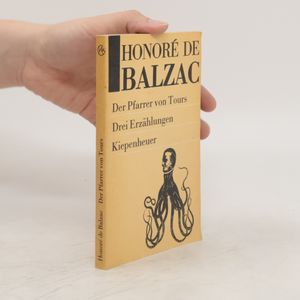 HONORÉ DE
BALZAC
Der Pfarrer von Tours
Drei Erzählungen
Kiepenheuer
Honoré de Balzac Der Pfarrer von Tours